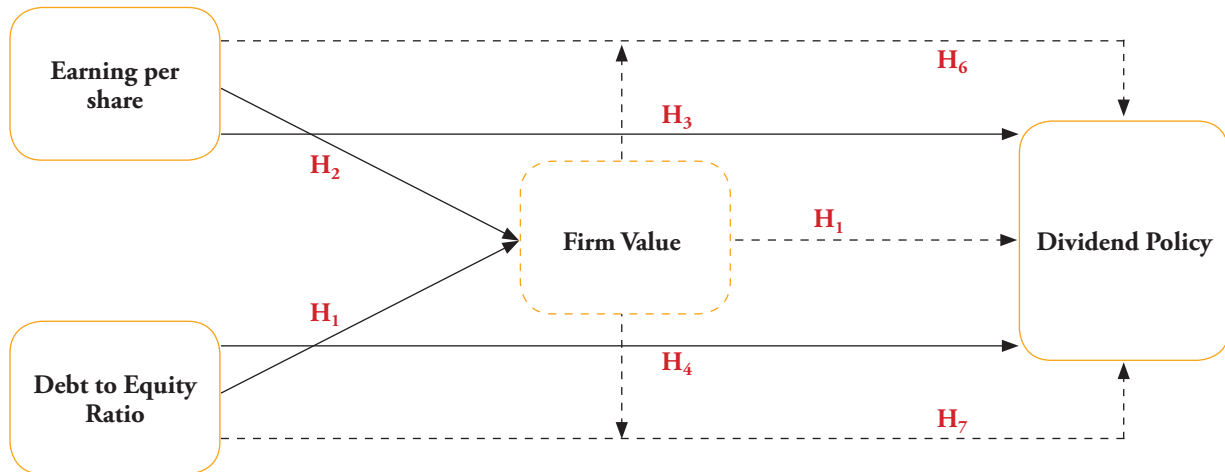 Earning per
share
H₆
H₃
H₂
Firm Value
H₁
Dividend Policy
H₁
H₄
Debt to Equity
Ratio
H₇